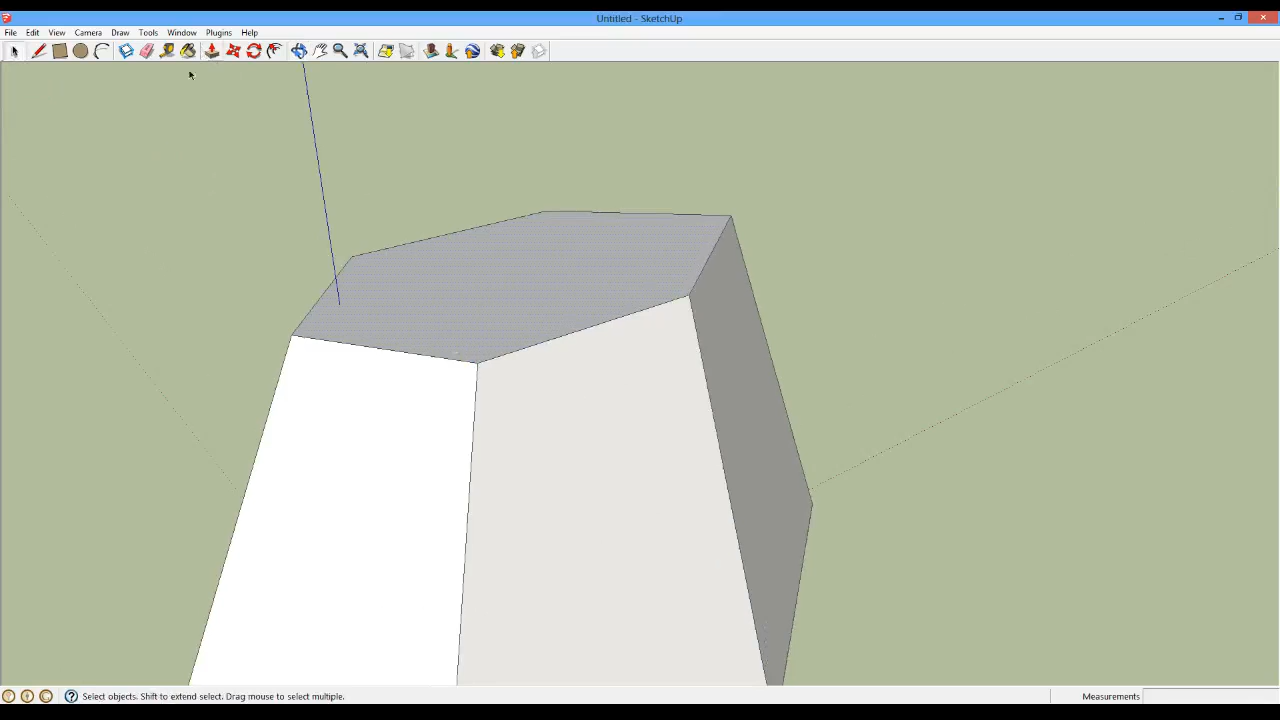 Untitled - SketchUp
File Edit View Camera Draw Tools Window Plugins Help
Select objects. Shift to extend select. Drag mouse to select multiple.
Measurements